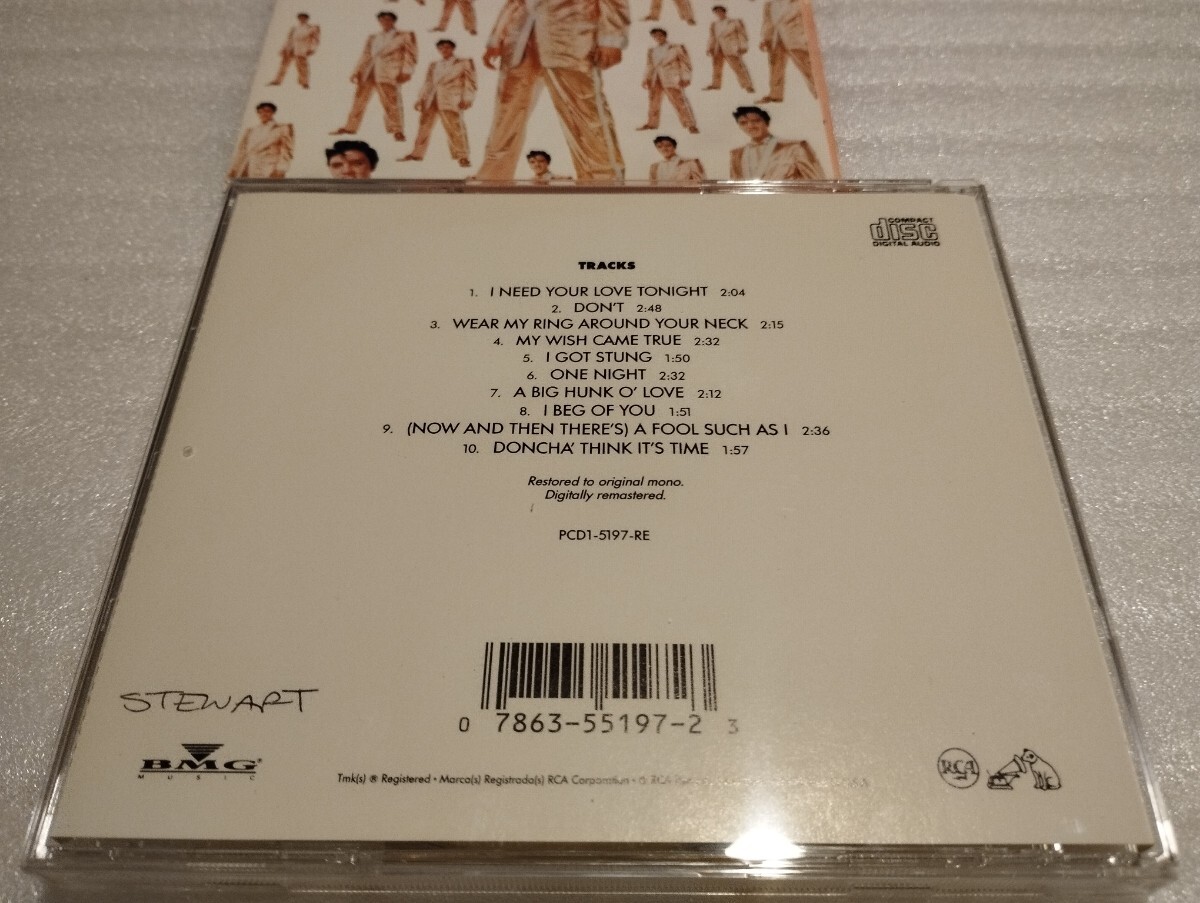 COMPACT
disc
DIGITAL AUDIO
TRACKS
1. I NEED YOUR LOVE TONIGHT 2:04
2. DON'T 2:48
3. WEAR MY RING AROUND YOUR NECK 2:15
4. MY WISH CAME TRUE 2:32
5. I GOT STUNG 1:50
6. ONE NIGHT 2:32
7. A BIG HUNK O' LOVE 2:12
8. I BEG OF YOU 1:51
9. (NOW AND THEN THERE'S) A FOOL SUCH AS I 2:36
10. DONCHA' THINK IT'S TIME 1:57
Restored to original mono.
Digitally remastered.
PCD1-5197-RE
STEWART
0 7863-55197-2 3
BMG
MUSIC
Tmk(s) ® Registered • Marca(s) Registrada(s) RCA Corporation • RCA
RCA